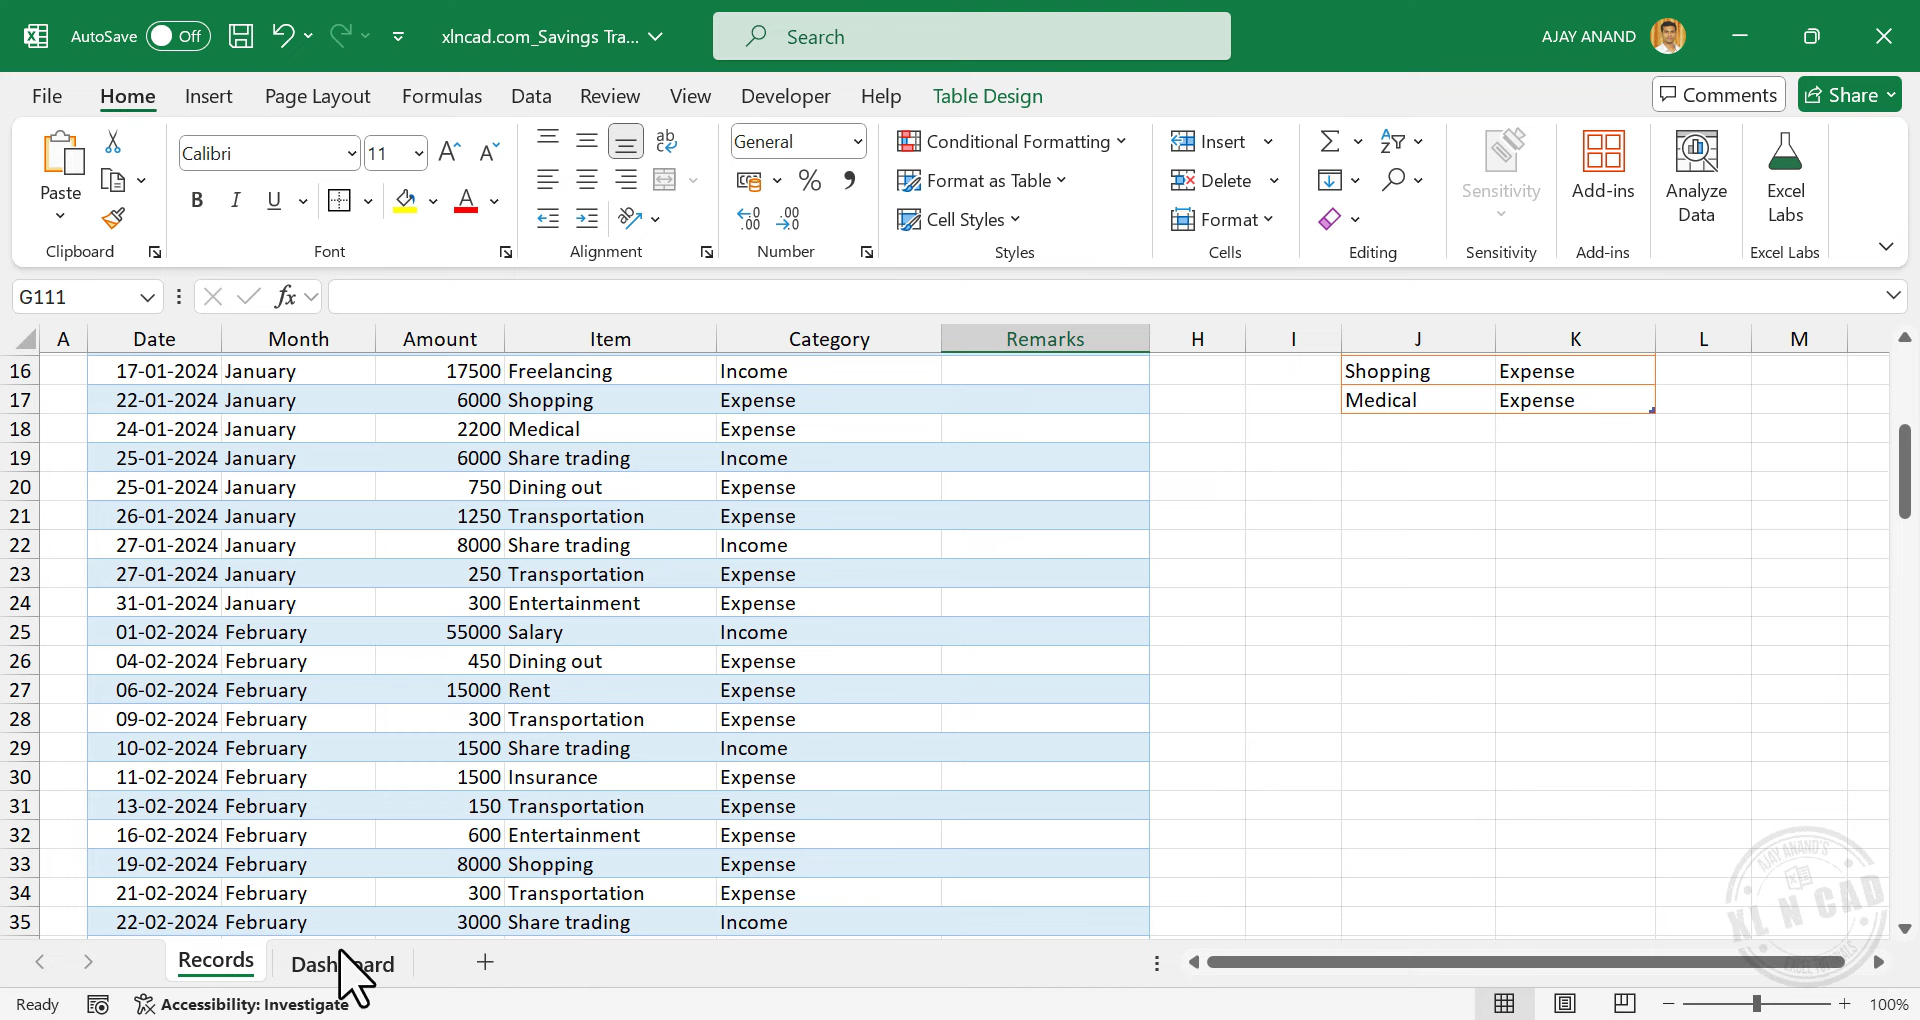 AutoSave Off xlncad.com_Savings Tra... Search AJAY ANAND
File Home Insert Page Layout Formulas Data Review View Developer Help Table Design Comments Share
Paste Calibri 11 General Conditional Formatting Format as Table Cell Styles Insert Delete Format Sensitivity Add-ins Analyze Data Excel Labs
Clipboard Font Alignment Number Styles Cells Editing Sensitivity Add-ins Excel Labs
G111 fx
A Date Month Amount Item Category Remarks H I J K L M
16 17-01-2024 January 17500 Freelancing Income Shopping Expense
17 22-01-2024 January 6000 Shopping Expense Medical Expense
18 24-01-2024 January 2200 Medical Expense
19 25-01-2024 January 6000 Share trading Income
20 25-01-2024 January 750 Dining out Expense
21 26-01-2024 January 1250 Transportation Expense
22 27-01-2024 January 8000 Share trading Income
23 27-01-2024 January 250 Transportation Expense
24 31-01-2024 January 300 Entertainment Expense
25 01-02-2024 February 55000 Salary Income
26 04-02-2024 February 450 Dining out Expense
27 06-02-2024 February 15000 Rent Expense
28 09-02-2024 February 300 Transportation Expense
29 10-02-2024 February 1500 Share trading Income
30 11-02-2024 February 1500 Insurance Expense
31 13-02-2024 February 150 Transportation Expense
32 16-02-2024 February 600 Entertainment Expense
33 19-02-2024 February 8000 Shopping Expense
34 21-02-2024 February 300 Transportation Expense
35 22-02-2024 February 3000 Share trading Income
AJAY ANAND'S
XL N CAD
EXCEL TUTORIALS
Records Dashboard
Ready Accessibility: Investigate 100%